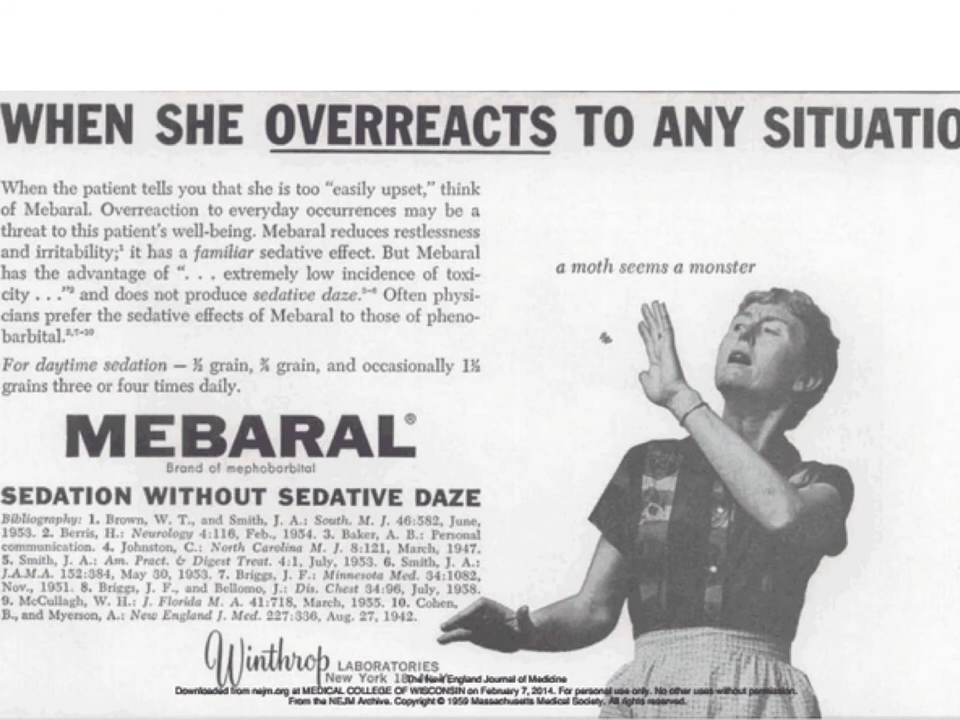 WHEN SHE OVERREACTS TO ANY SITUATIO
When the patient tells you that she is too “easily upset,” think
of Mebaral. Overreaction to everyday occurrences may be a
threat to this patient’s well-being. Mebaral reduces restlessness
and irritability;¹ it has a familiar sedative effect. But Mebaral
has the advantage of “. . . extremely low incidence of toxi-
city . . .”² and does not produce sedative daze.³⁻⁶ Often physi-
cians prefer the sedative effects of Mebaral to those of pheno-
barbital.²,⁷⁻¹⁰
For daytime sedation — ½ grain, ¾ grain, and occasionally 1½
grains three or four times daily.
a moth seems a monster
MEBARAL®
Brand of mephobarbital
SEDATION WITHOUT SEDATIVE DAZE
Bibliography: 1. Brown, W. T., and Smith, J. A.: South. M. J. 46:582, June,
1953. 2. Berris, H.: Neurology 4:116, Feb., 1954. 3. Baker, A. B.: Personal
communication. 4. Johnston, C.: North Carolina M. J. 8:121, March, 1947.
5. Smith, J. A.: Am. Pract. & Digest Treat. 4:1, July, 1953. 6. Smith, J. A.:
J.A.M.A. 152:384, May 30, 1953. 7. Briggs, J. F.: Minnesota Med. 34:1082,
Nov., 1951. 8. Briggs, J. F., and Bellomo, J.: Dis. Chest 34:96, July, 1958.
9. McCullagh, W. H.: J. Florida M. A. 41:718, March, 1955. 10. Cohen,
B., and Myerson, A.: New England J. Med. 227:336, Aug. 27, 1942.
Winthrop LABORATORIES
New York 18
The New England Journal of Medicine
Downloaded from nejm.org at MEDICAL COLLEGE OF WISCONSIN on February 7, 2014. For personal use only. No other uses without permission.
From the NEJM Archive. Copyright © 1959 Massachusetts Medical Society. All rights reserved.